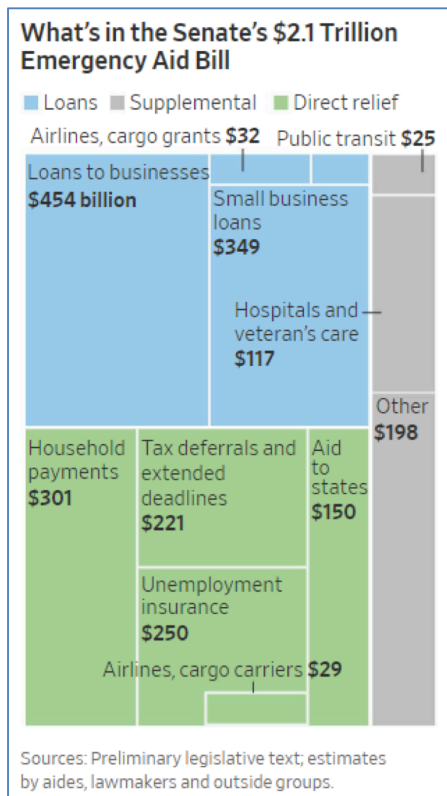 What's in the Senate's $2.1 Trillion
Emergency Aid Bill
Loans Supplemental Direct relief
Airlines, cargo grants $32 Public transit $25
Loans to businesses
$454 billion
Small business
loans
$349
Hospitals and
veteran's care
$117
Other
$198
Household
payments
$301
Tax deferrals and
extended
deadlines
$221
Aid
to
states
$150
Unemployment
insurance
$250
Airlines, cargo carriers $29
Sources: Preliminary legislative text; estimates
by aides, lawmakers and outside groups.